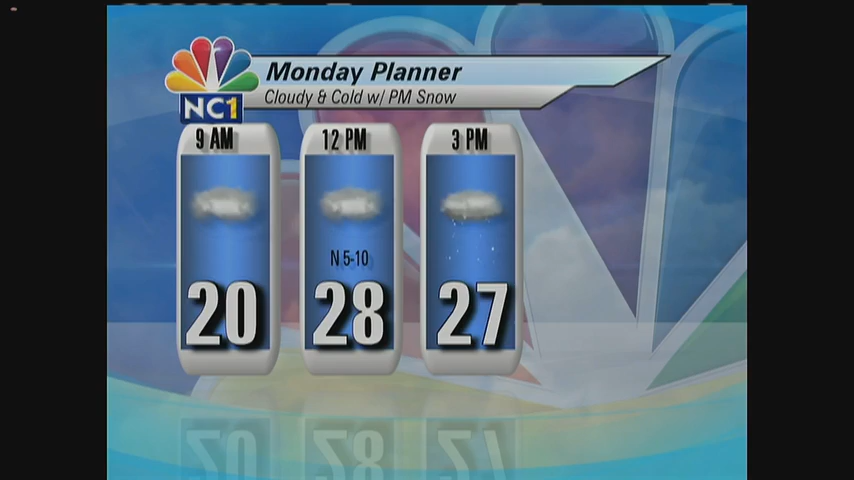 Monday Planner
Cloudy & Cold w/ PM Snow
NC1
9 AM
12 PM
3 PM
N 5-10
20
28
27